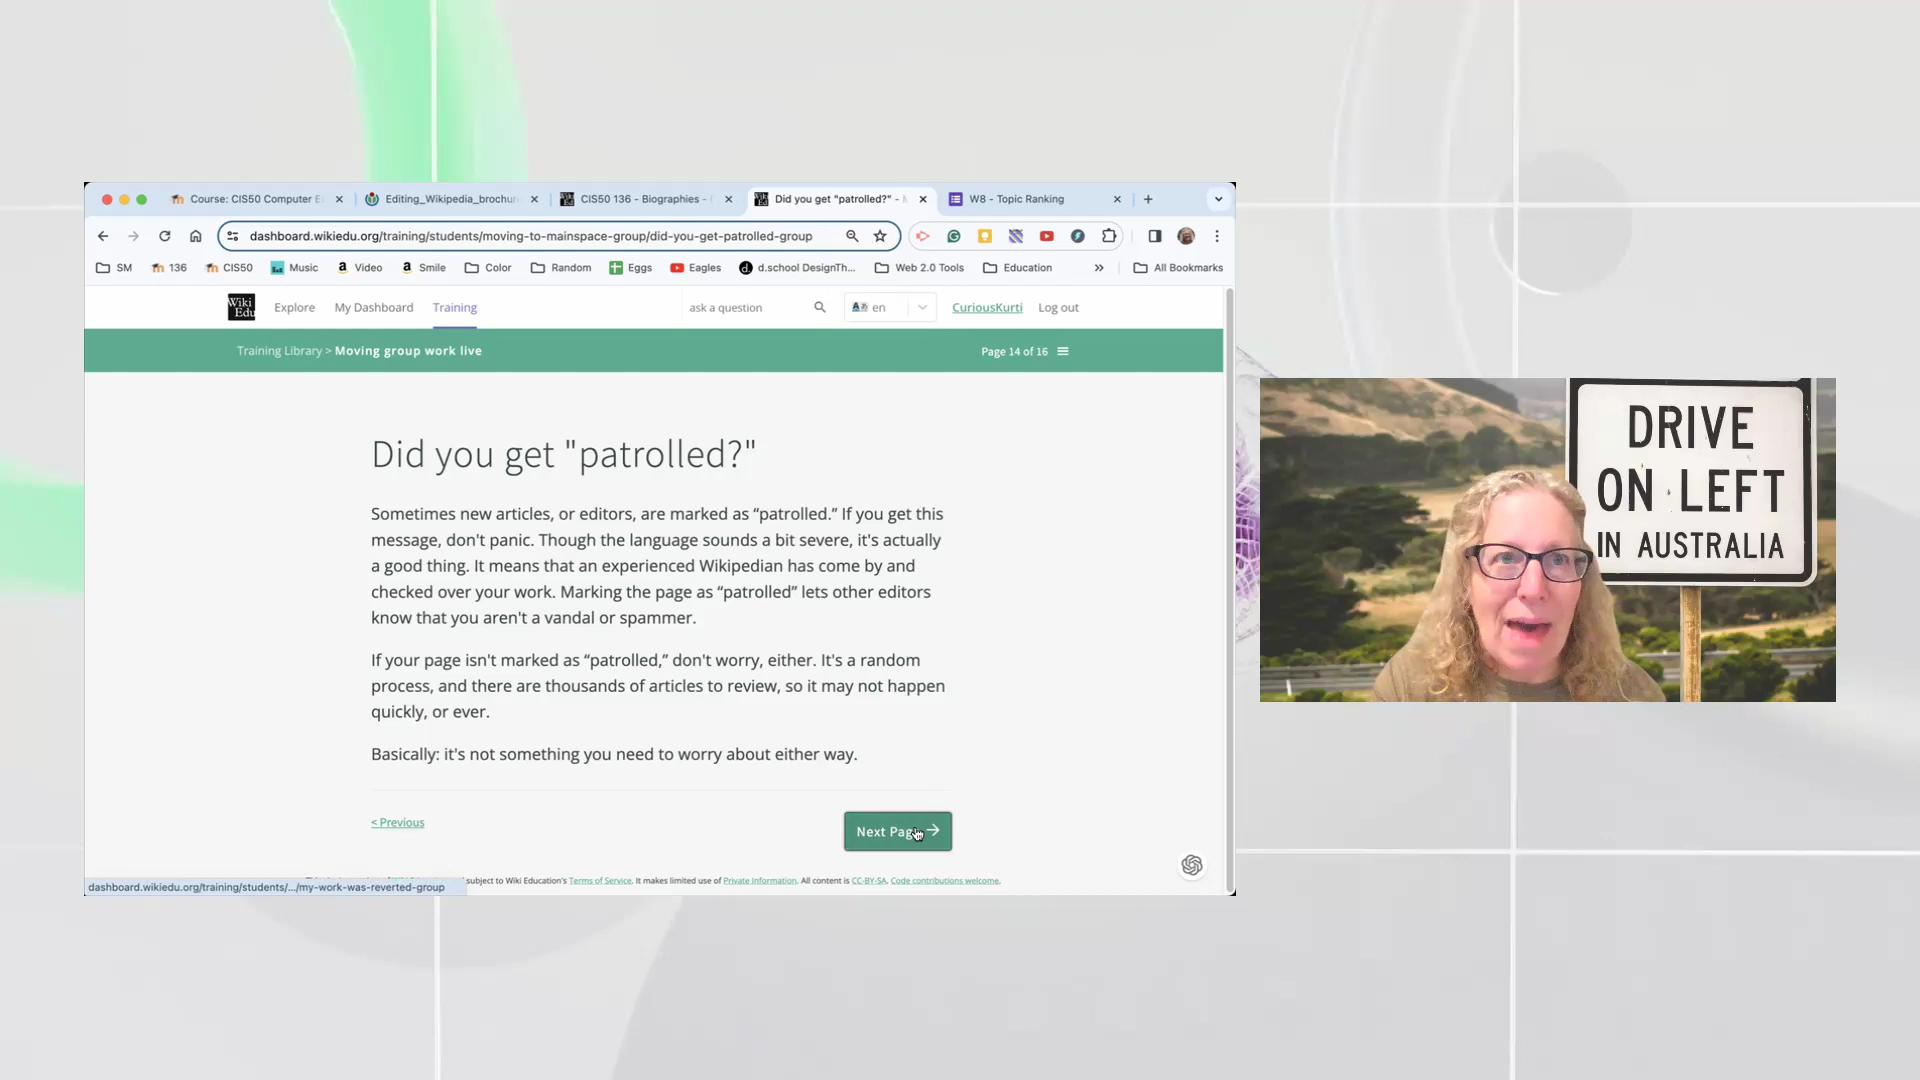 Course: CIS50 Computer E
Editing_Wikipedia_brochur
CIS50 136 - Biographies -
Did you get "patrolled?" -
W8 - Topic Ranking
dashboard.wikiedu.org/training/students/moving-to-mainspace-group/did-you-get-patrolled-group
SM
136
CIS50
Music
Video
Smile
Color
Random
Eggs
Eagles
d.school DesignTh...
Web 2.0 Tools
Education
All Bookmarks
Wiki
Edu
Explore
My Dashboard
Training
ask a question
en
CuriousKurti
Log out
Training Library > Moving group work live
Page 14 of 16
Did you get "patrolled?"
Sometimes new articles, or editors, are marked as “patrolled.” If you get this
message, don't panic. Though the language sounds a bit severe, it's actually
a good thing. It means that an experienced Wikipedian has come by and
checked over your work. Marking the page as “patrolled” lets other editors
know that you aren't a vandal or spammer.
If your page isn't marked as “patrolled,” don't worry, either. It's a random
process, and there are thousands of articles to review, so it may not happen
quickly, or ever.
Basically: it's not something you need to worry about either way.
< Previous
Next Page
subject to Wiki Education's Terms of Service. It makes limited use of Private Information. All content is CC-BY-SA. Code contributions welcome.
dashboard.wikiedu.org/training/students/.../my-work-was-reverted-group
DRIVE
ON LEFT
IN AUSTRALIA